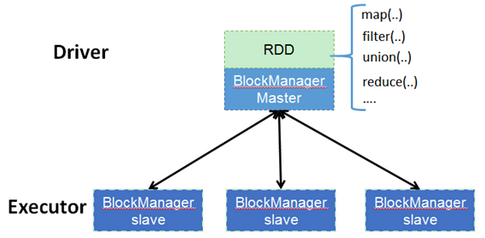 map(..)
filter(..)
union(..)
reduce(..)
....
Driver
RDD
BlockManager
Master
Executor
BlockManager
slave
BlockManager
slave
BlockManager
slave